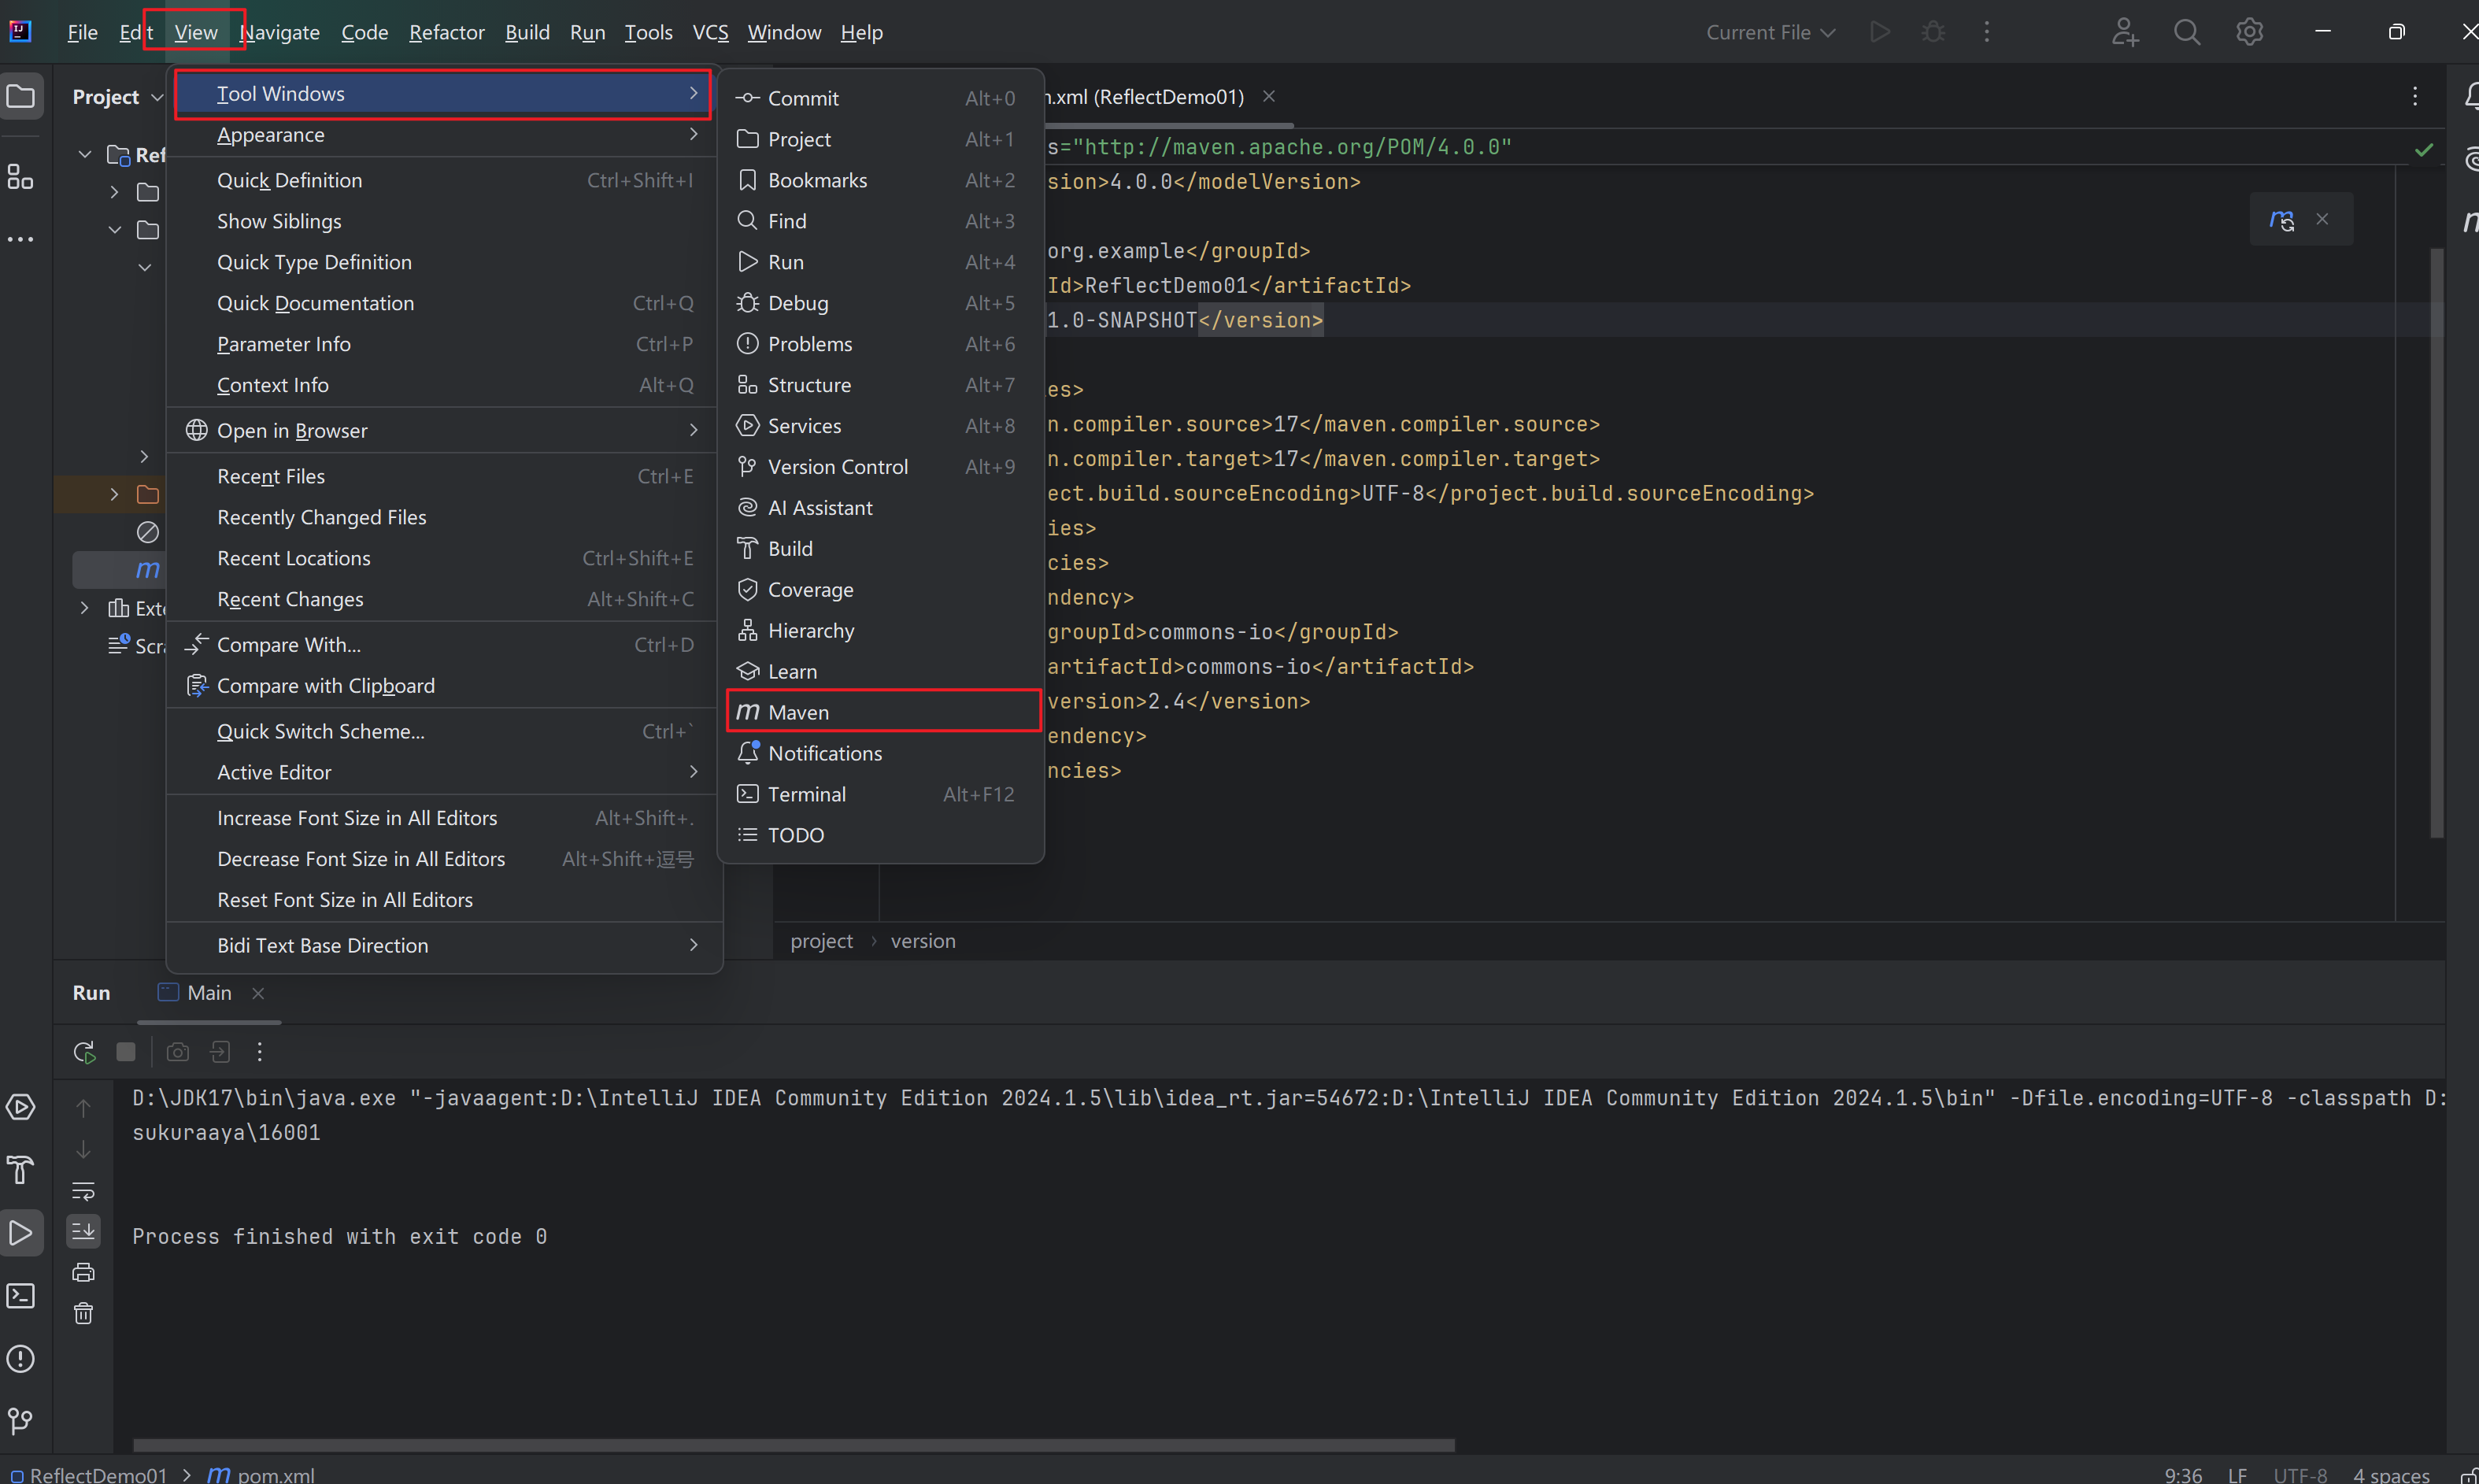 File Edit View Navigate Code Refactor Build Run Tools VCS Window Help
Current File
Project
Tool Windows
Appearance
Quick Definition Ctrl+Shift+I
Show Siblings
Quick Type Definition
Quick Documentation Ctrl+Q
Parameter Info Ctrl+P
Context Info Alt+Q
Open in Browser
Recent Files Ctrl+E
Recently Changed Files
Recent Locations Ctrl+Shift+E
Recent Changes Alt+Shift+C
Compare With... Ctrl+D
Compare with Clipboard
Quick Switch Scheme... Ctrl+`
Active Editor
Increase Font Size in All Editors Alt+Shift+.
Decrease Font Size in All Editors Alt+Shift+逗号
Reset Font Size in All Editors
Bidi Text Base Direction
Commit Alt+0
Project Alt+1
Bookmarks Alt+2
Find Alt+3
Run Alt+4
Debug Alt+5
Problems Alt+6
Structure Alt+7
Services Alt+8
Version Control Alt+9
AI Assistant
Build
Coverage
Hierarchy
Learn
m Maven
Notifications
Terminal Alt+F12
TODO
Ref
m
Exte
Scra
.xml (ReflectDemo01)
s="http://maven.apache.org/POM/4.0.0"
sion>4.0.0</modelVersion>
org.example</groupId>
Id>ReflectDemo01</artifactId>
1.0-SNAPSHOT</version>
es>
n.compiler.source>17</maven.compiler.source>
n.compiler.target>17</maven.compiler.target>
ect.build.sourceEncoding>UTF-8</project.build.sourceEncoding>
ies>
cies>
ndency>
groupId>commons-io</groupId>
artifactId>commons-io</artifactId>
version>2.4</version>
endency>
ncies>
project > version
Run Main
D:\JDK17\bin\java.exe "-javaagent:D:\IntelliJ IDEA Community Edition 2024.1.5\lib\idea_rt.jar=54672:D:\IntelliJ IDEA Community Edition 2024.1.5\bin" -Dfile.encoding=UTF-8 -classpath D:
sukuraaya\16001
Process finished with exit code 0
ReflectDemo01 > m pom.xml
9:36 LF UTF-8 4 spaces